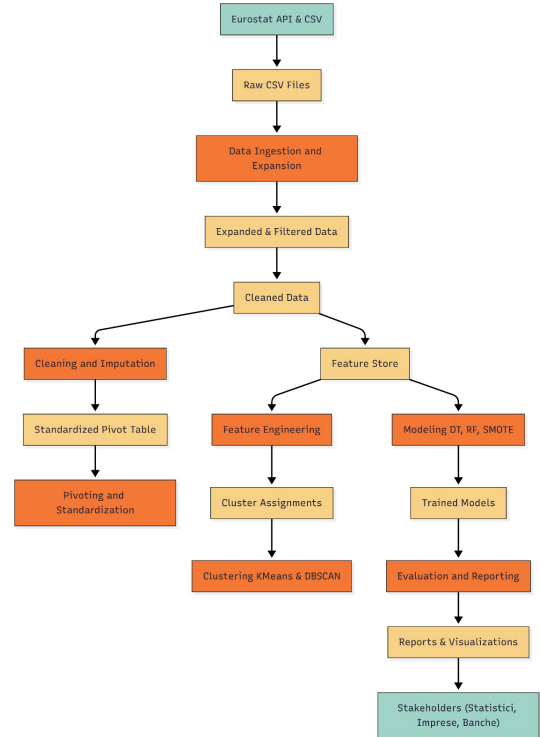 Eurostat API & CSV
Raw CSV Files
Data Ingestion and
Expansion
Expanded & Filtered Data
Cleaned Data
Cleaning and Imputation
Feature Store
Standardized Pivot Table
Feature Engineering
Modeling DT, RF, SMOTE
Pivoting and
Standardization
Cluster Assignments
Trained Models
Clustering KMeans & DBSCAN
Evaluation and Reporting
Reports & Visualizations
Stakeholders (Statistici,
Imprese, Banche)